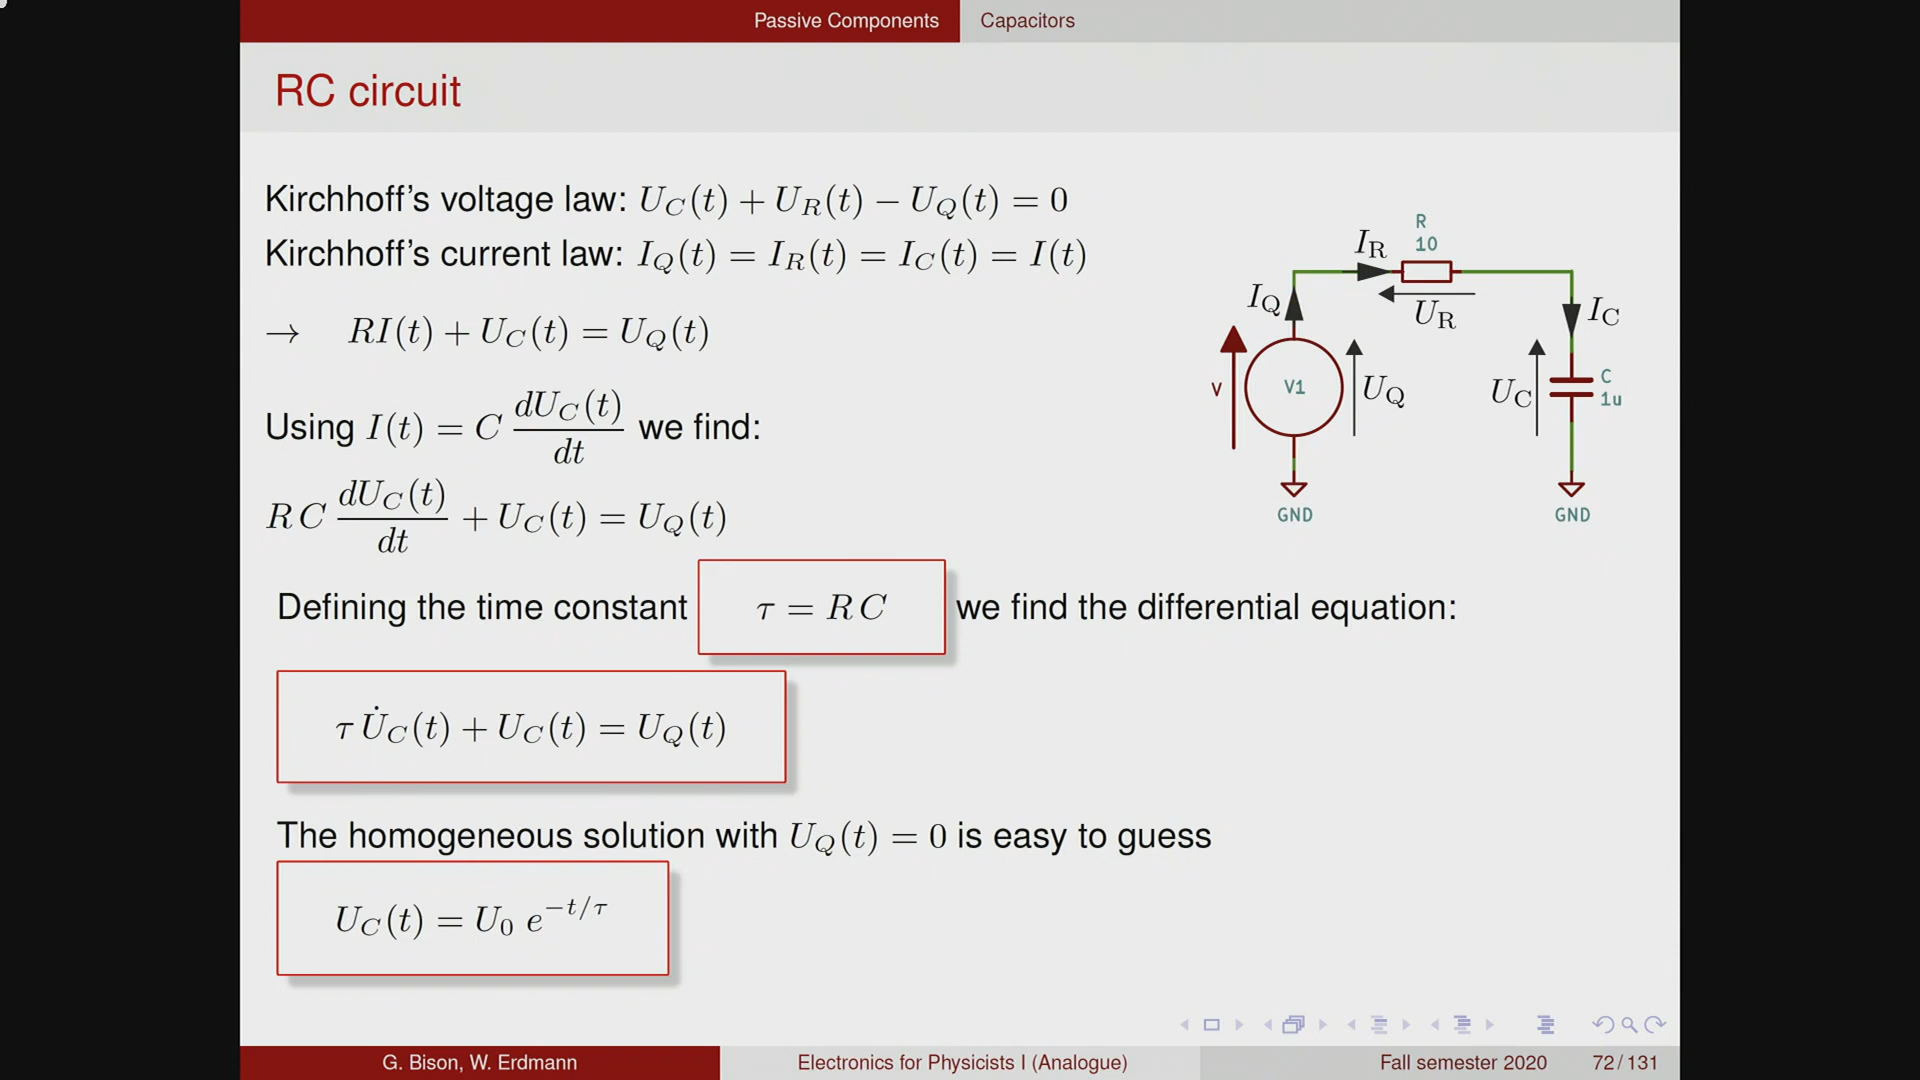 Passive Components Capacitors
RC circuit
Kirchhoff's voltage law: U_C(t) + U_R(t) − U_Q(t) = 0
Kirchhoff's current law: I_Q(t) = I_R(t) = I_C(t) = I(t)
→ RI(t) + U_C(t) = U_Q(t)
Using I(t) = C dU_C(t)/dt we find:
R C dU_C(t)/dt + U_C(t) = U_Q(t)
R
10
I_R
U_R
I_Q
I_C
V
V1
U_Q
U_C
C
1u
GND
GND
Defining the time constant τ = R C we find the differential equation:
τ U̇_C(t) + U_C(t) = U_Q(t)
The homogeneous solution with U_Q(t) = 0 is easy to guess
U_C(t) = U_0 e^{−t/τ}
G. Bison, W. Erdmann Electronics for Physicists I (Analogue) Fall semester 2020 72 / 131